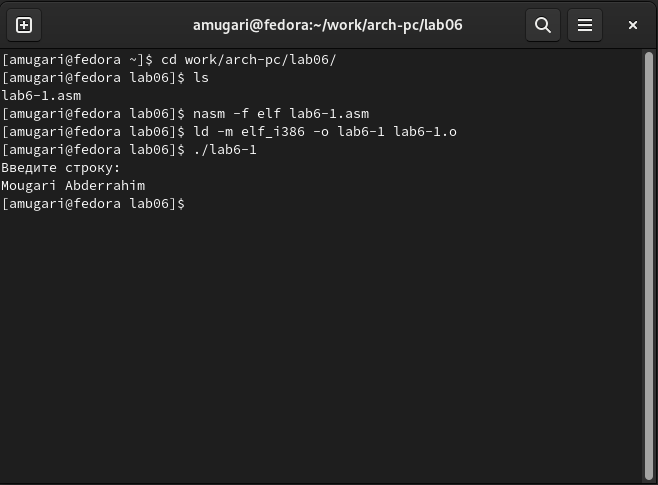 amugari@fedora:~/work/arch-pc/lab06
[amugari@fedora ~]$ cd work/arch-pc/lab06/
[amugari@fedora lab06]$ ls
lab6-1.asm
[amugari@fedora lab06]$ nasm -f elf lab6-1.asm
[amugari@fedora lab06]$ ld -m elf_i386 -o lab6-1 lab6-1.o
[amugari@fedora lab06]$ ./lab6-1
Введите строку:
Mougari Abderrahim
[amugari@fedora lab06]$